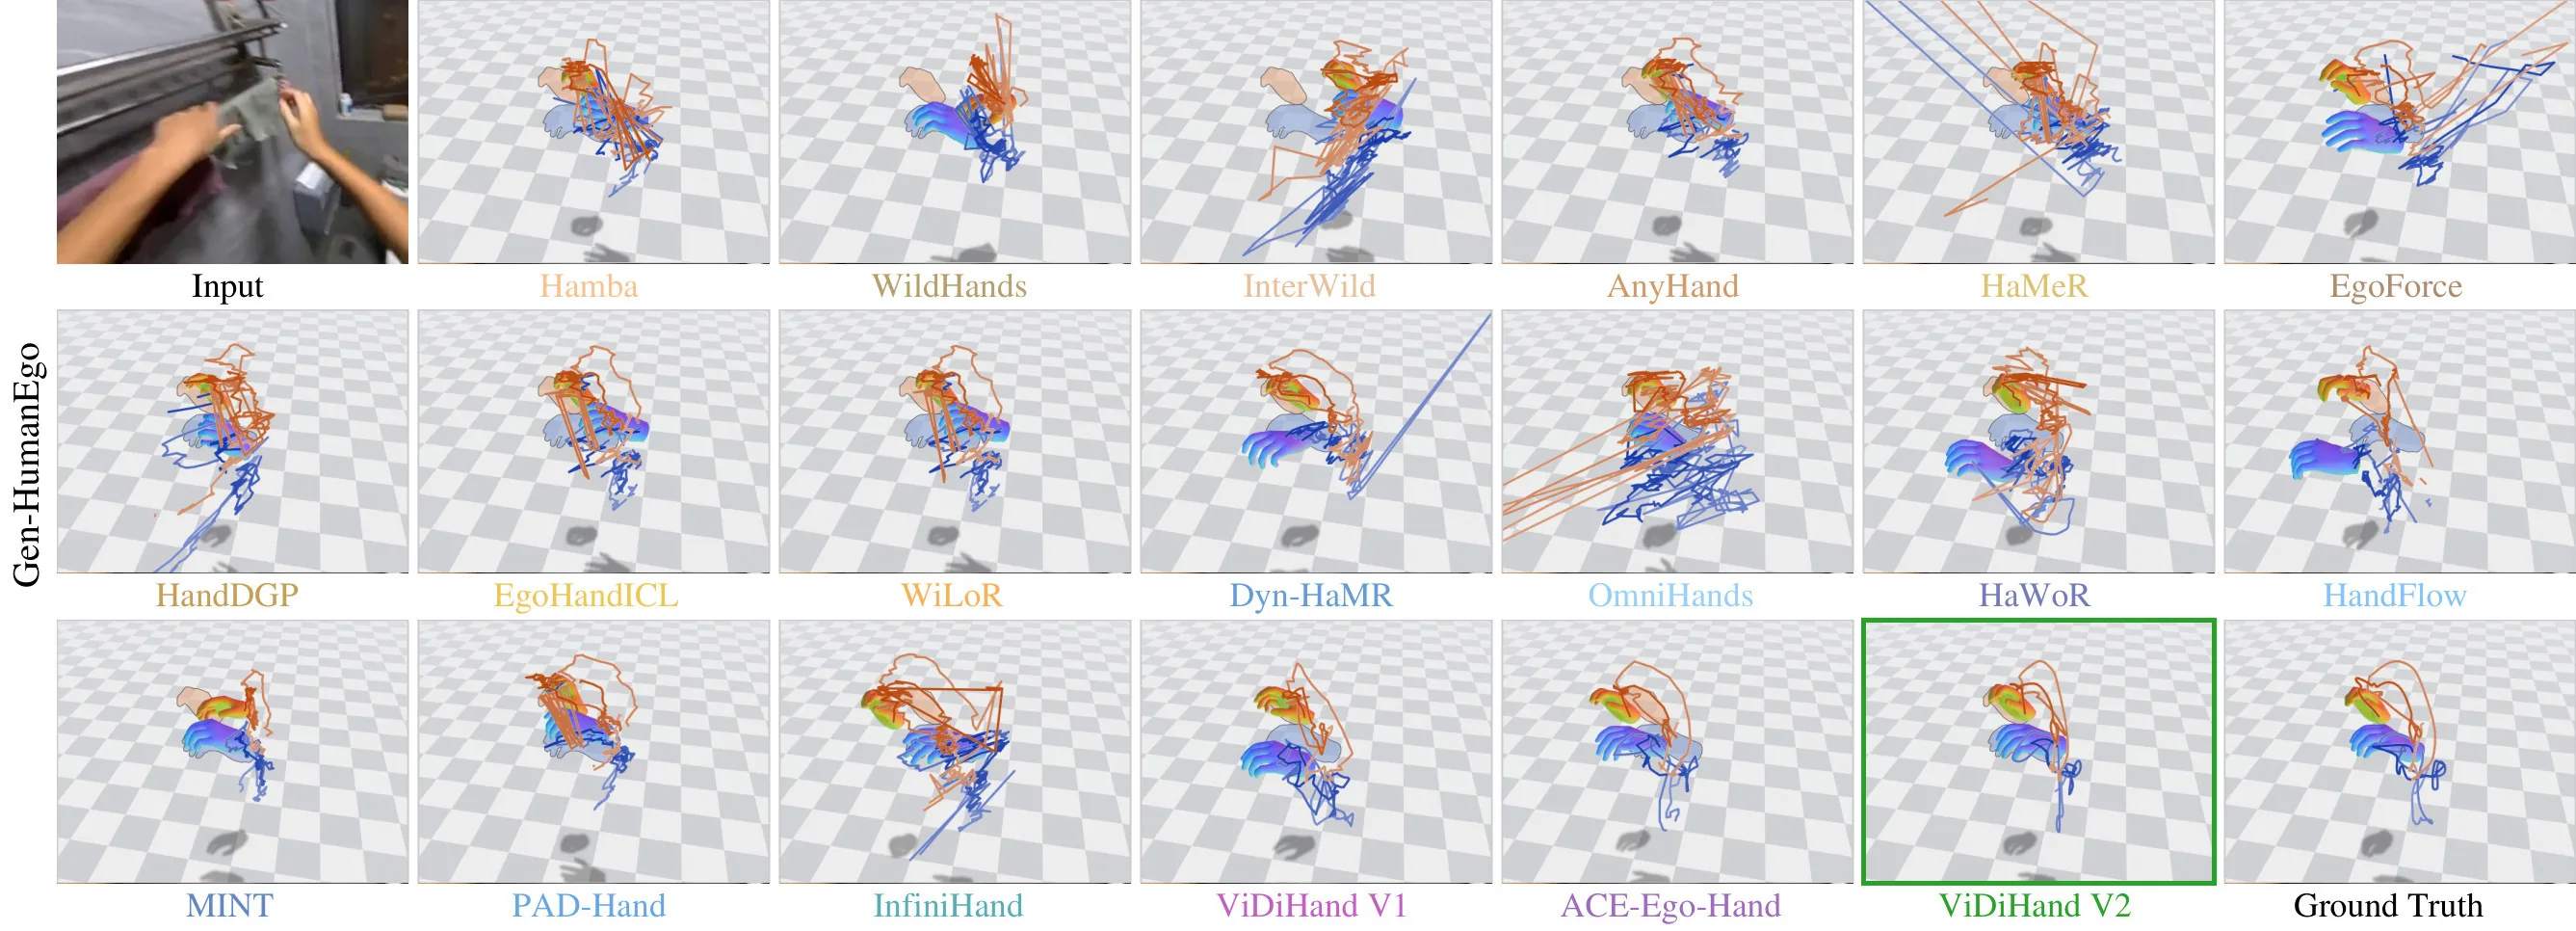 Gen-HumanEgo
Input
Hamba
WildHands
InterWild
AnyHand
HaMeR
EgoForce
HandDGP
EgoHandICL
WiLoR
Dyn-HaMR
OmniHands
HaWoR
HandFlow
MINT
PAD-Hand
InfiniHand
ViDiHand V1
ACE-Ego-Hand
ViDiHand V2
Ground Truth